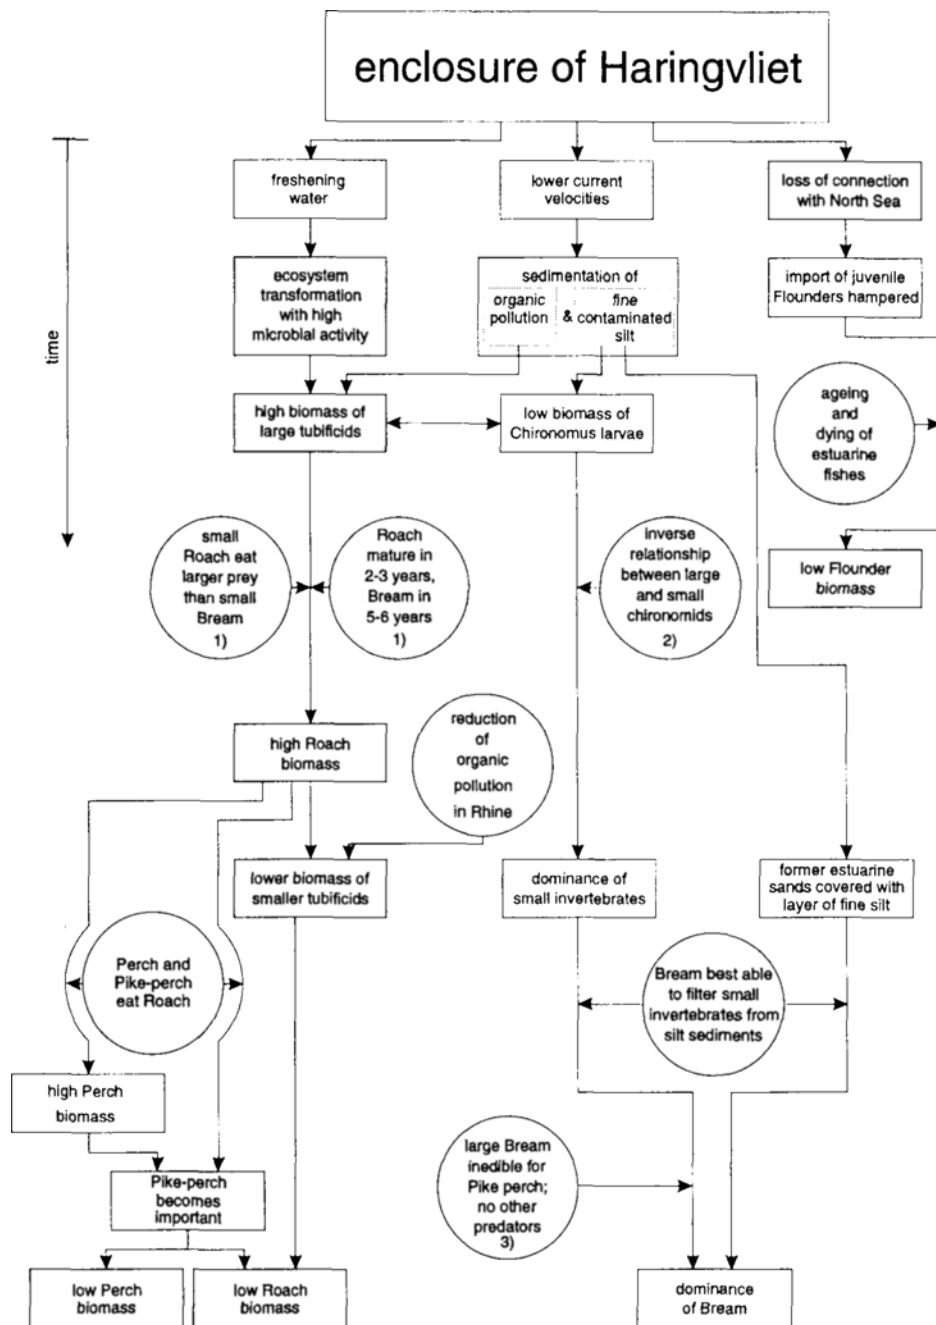 enclosure of Haringvliet
time
freshening
water
lower current
velocities
loss of connection
with North Sea
ecosystem
transformation
with high
microbial activity
sedimentation of
organic
pollution
&
fine
contaminated
silt
import of juvenile
Flounders hampered
high biomass of
large tubificids
low biomass of
Chironomus larvae
ageing
and
dying of
estuarine
fishes
small
Roach eat
larger prey
than small
Bream
1)
Roach
mature in
2-3 years,
Bream in
5-6 years
1)
inverse
relationship
between large
and small
chironomids
2)
low Flounder
biomass
high Roach
biomass
reduction
of
organic
pollution
in Rhine
lower biomass of
smaller tubificids
dominance of
small invertebrates
former estuarine
sands covered with
layer of fine silt
Perch and
Pike-perch
eat Roach
Bream best able
to filter small
invertebrates from
silt sediments
high Perch
biomass
Pike-perch
becomes
important
large Bream
inedible for
Pike perch;
no other
predators
3)
low Perch
biomass
low Roach
biomass
dominance
of Bream